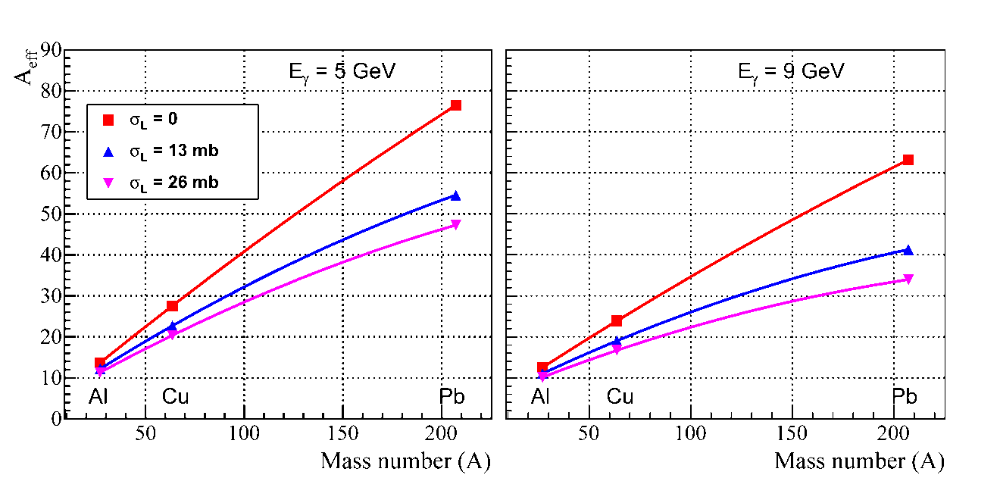 A_eff
90
80
70
60
50
40
30
20
10
0
E_γ = 5 GeV
σ_L = 0
σ_L = 13 mb
σ_L = 26 mb
Al Cu Pb
50 100 150 200
Mass number (A)
E_γ = 9 GeV
Al Cu Pb
50 100 150 200
Mass number (A)